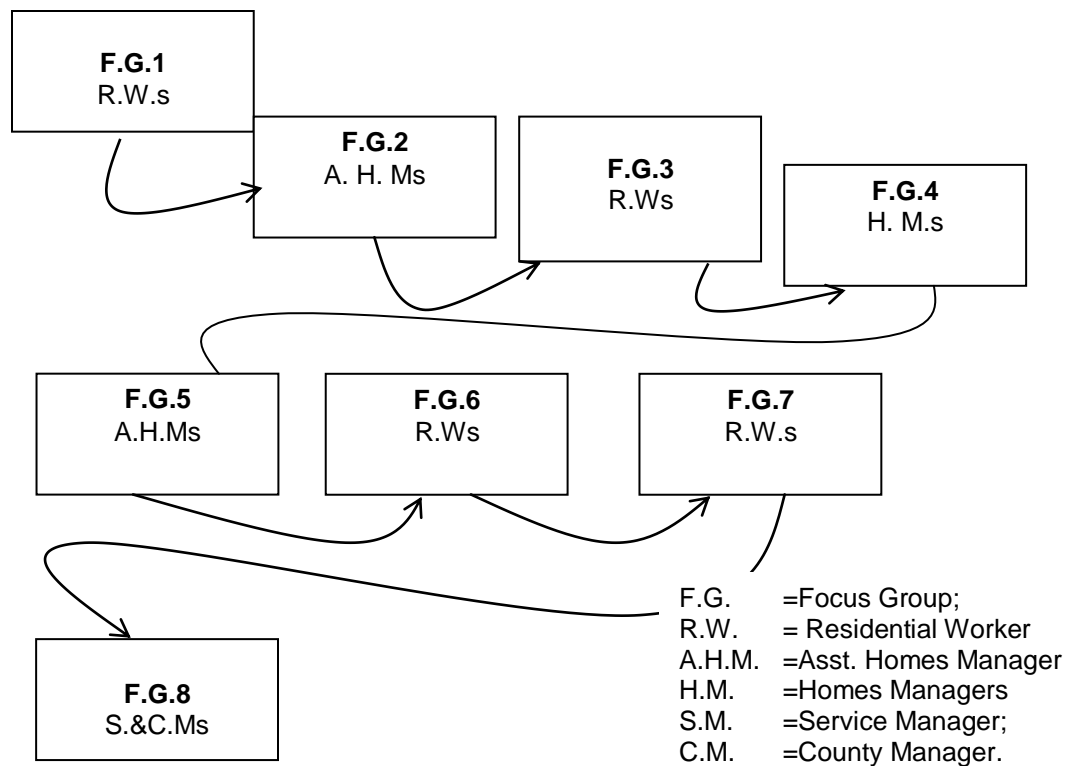 F.G.1
R.W.s
F.G.2
A. H. Ms
F.G.3
R.Ws
F.G.4
H. M.s
F.G.5
A.H.Ms
F.G.6
R.Ws
F.G.7
R.W.s
F.G.8
S.&C.Ms
F.G. =Focus Group;
R.W. = Residential Worker
A.H.M. =Asst. Homes Manager
H.M. =Homes Managers
S.M. =Service Manager;
C.M. =County Manager.